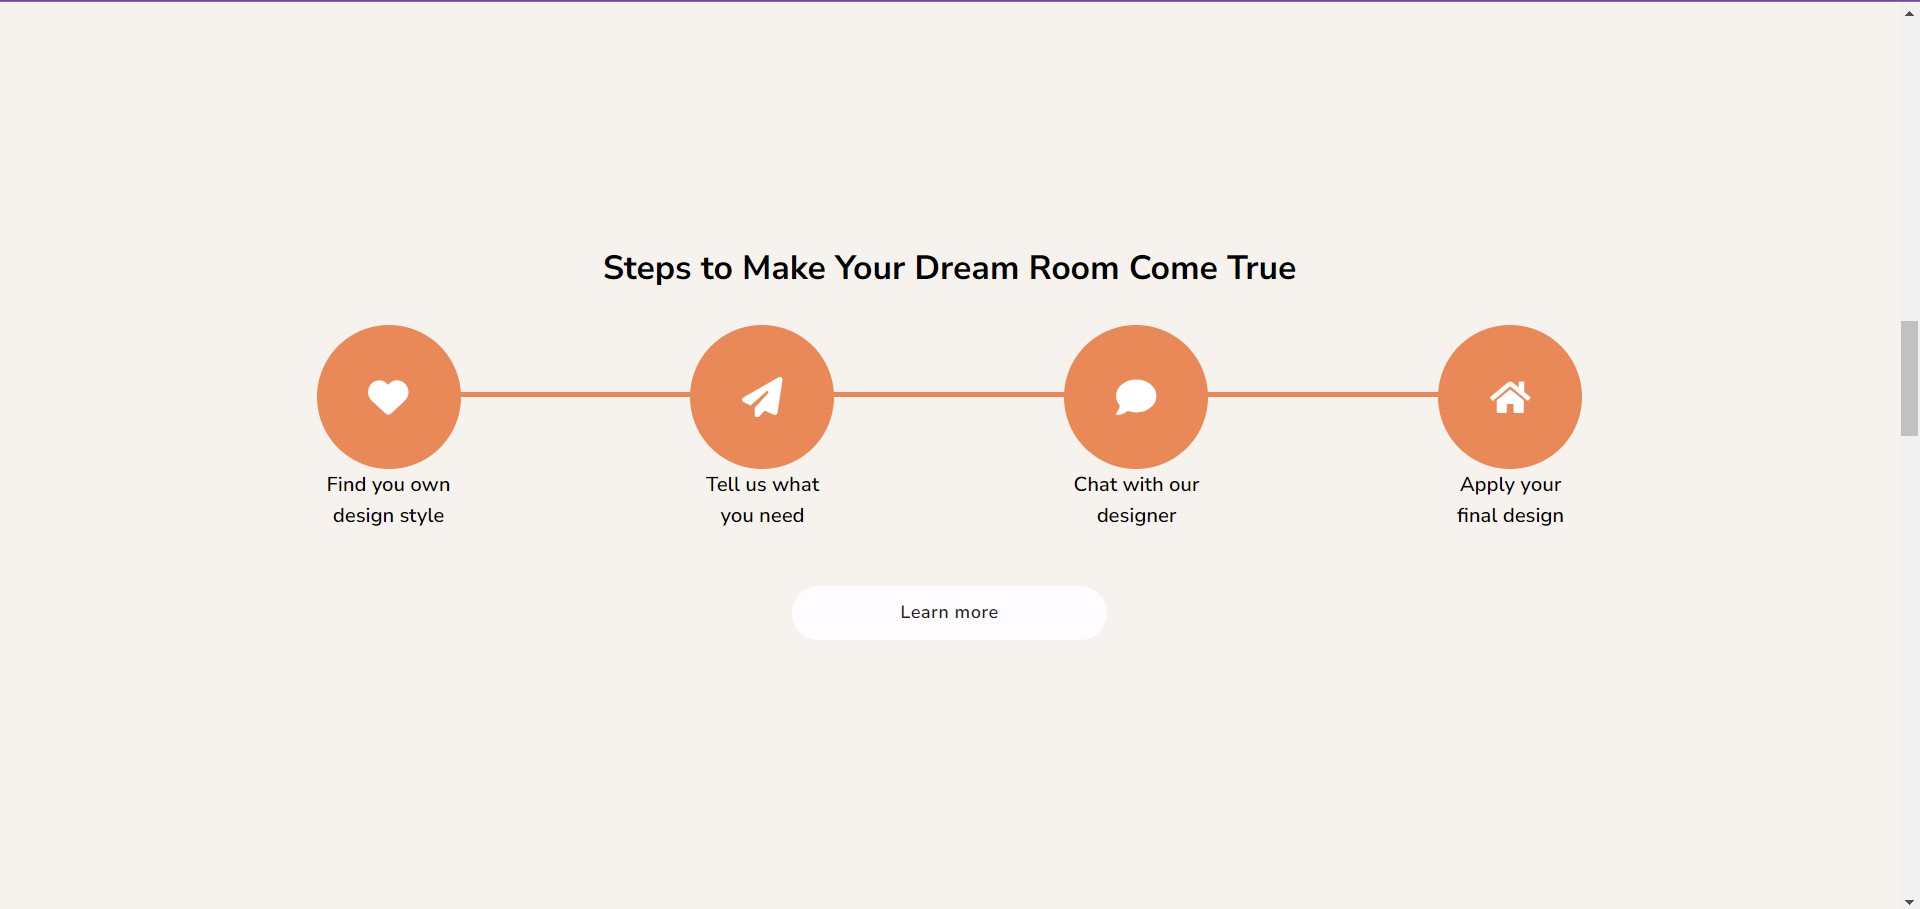 Steps to Make Your Dream Room Come True
Find you own
design style
Tell us what
you need
Chat with our
designer
Apply your
final design
Learn more